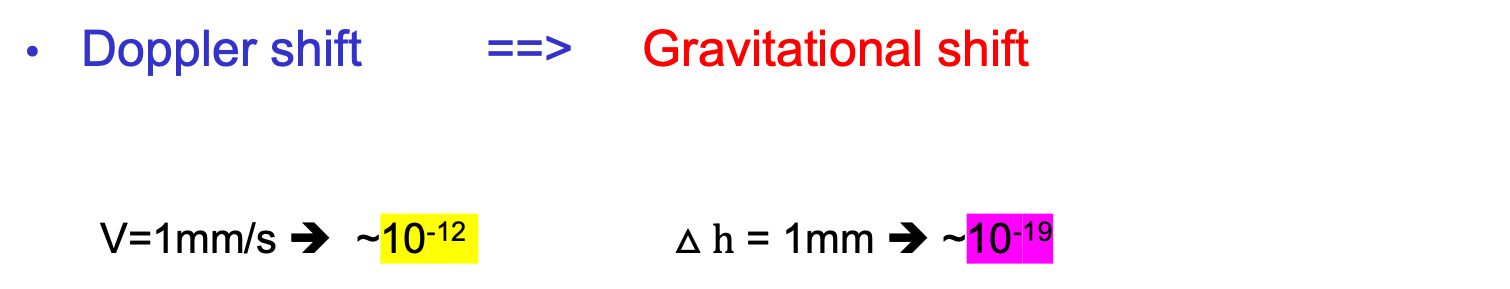 • Doppler shift ==> Gravitational shift
V=1mm/s ➔ ~10⁻¹² △ h = 1mm ➔ ~10⁻¹⁹